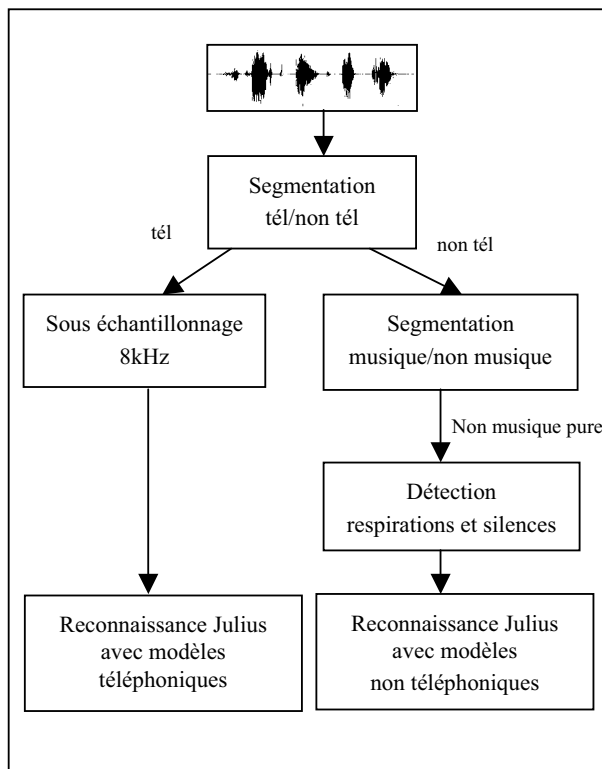 Segmentation
tél/non tél
tél
non tél
Sous échantillonnage
8kHz
Segmentation
musique/non musique
Non musique pure
Détection
respirations et silences
Reconnaissance Julius
avec modèles
téléphoniques
Reconnaissance Julius
avec modèles
non téléphoniques